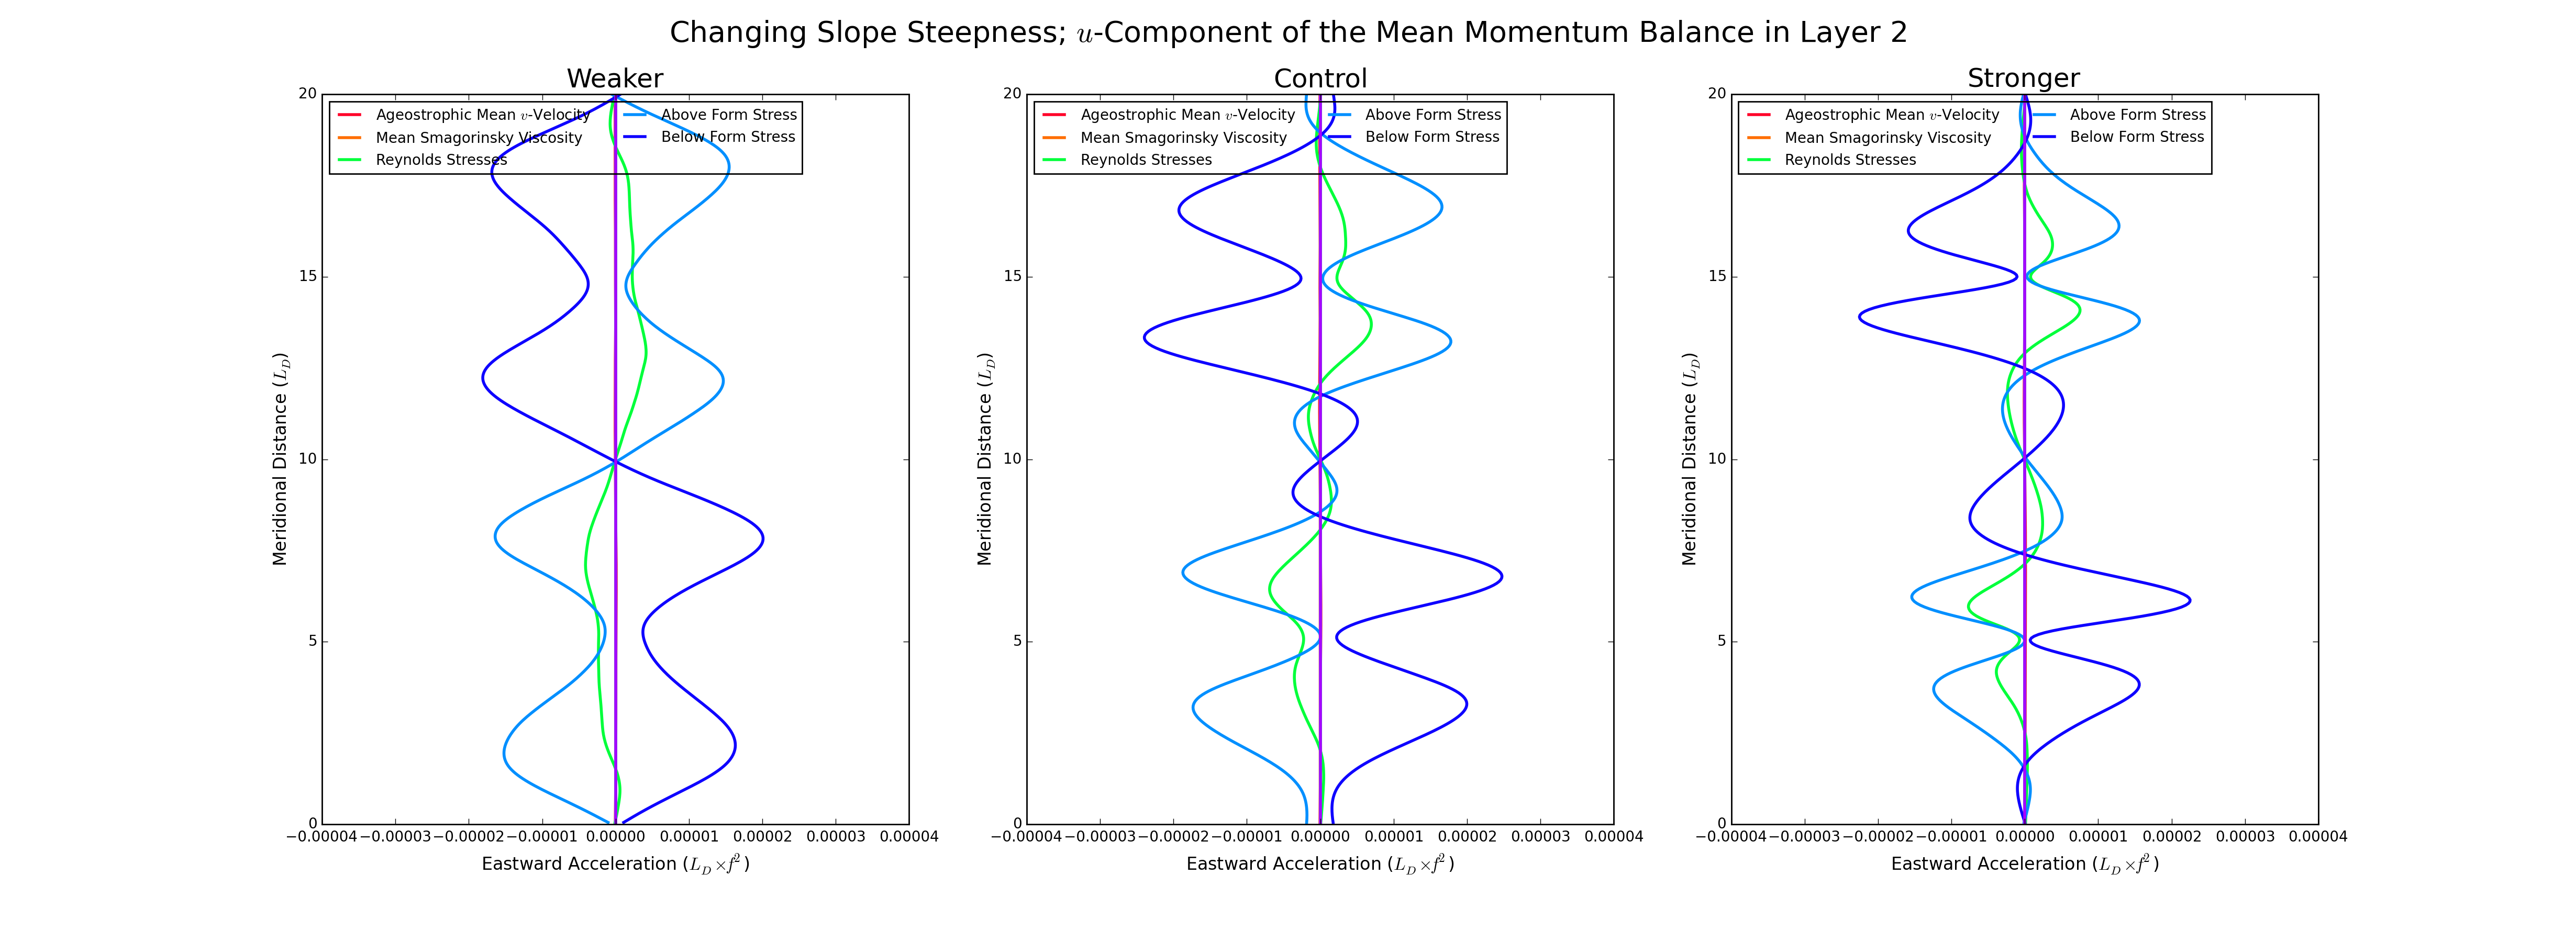 Changing Slope Steepness; u-Component of the Mean Momentum Balance in Layer 2
Weaker
20
15
10
5
0
Meridional Distance (L_D)
Ageostrophic Mean v-Velocity
Mean Smagorinsky Viscosity
Reynolds Stresses
Above Form Stress
Below Form Stress
−0.00004 −0.00003 −0.00002 −0.00001 0.00000 0.00001 0.00002 0.00003 0.00004
Eastward Acceleration (L_D × f²)
Control
20
15
10
5
0
Meridional Distance (L_D)
Ageostrophic Mean v-Velocity
Mean Smagorinsky Viscosity
Reynolds Stresses
Above Form Stress
Below Form Stress
−0.00004 −0.00003 −0.00002 −0.00001 0.00000 0.00001 0.00002 0.00003 0.00004
Eastward Acceleration (L_D × f²)
Stronger
20
15
10
5
0
Meridional Distance (L_D)
Ageostrophic Mean v-Velocity
Mean Smagorinsky Viscosity
Reynolds Stresses
Above Form Stress
Below Form Stress
−0.00004 −0.00003 −0.00002 −0.00001 0.00000 0.00001 0.00002 0.00003 0.00004
Eastward Acceleration (L_D × f²)